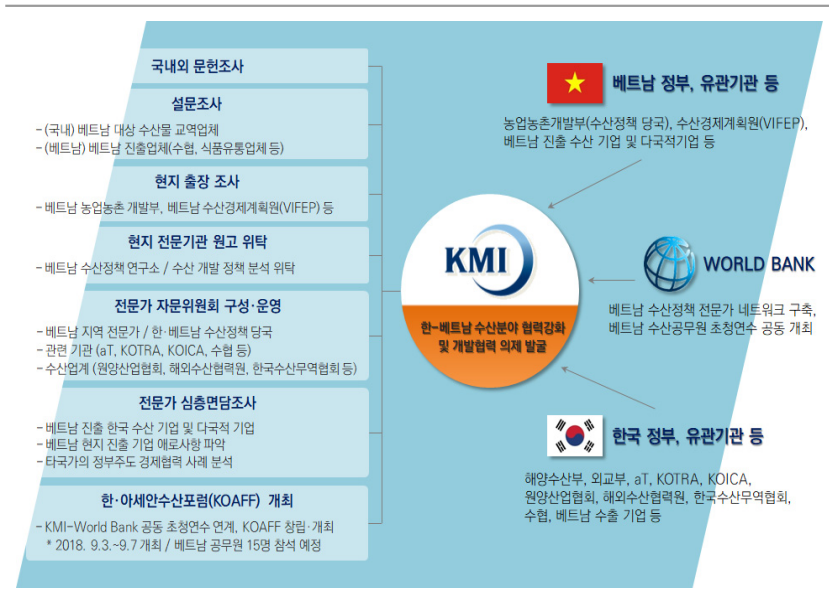 국내외 문헌조사
설문조사
- (국내) 베트남 대상 수산물 교역업체
- (베트남) 베트남 진출업체(수협, 식품유통업체 등)
현지 출장 조사
- 베트남 농업농촌 개발부, 베트남 수산경제계획원(VIFEP) 등
현지 전문기관 원고 위탁
- 베트남 수산정책 연구소 / 수산 개발 정책 분석 위탁
전문가 자문위원회 구성·운영
- 베트남 지역 전문가 / 한·베트남 수산정책 당국
- 관련 기관 (aT, KOTRA, KOICA, 수협 등)
- 수산업계 (원양산업협회, 해외수산협력원, 한국수산무역협회 등)
전문가 심층면담조사
- 베트남 진출 한국 수산 기업 및 다국적 기업
- 베트남 현지 진출 기업 애로사항 파악
- 타국가의 정부주도 경제협력 사례 분석
한·아세안수산포럼(KOAFF) 개최
- KMI-World Bank 공동 초청연수 연계, KOAFF 창립·개최
* 2018. 9.3.~9.7 개최 / 베트남 공무원 15명 참석 예정
KMI
한-베트남 수산분야 협력강화
및 개발협력 의제 발굴
베트남 정부, 유관기관 등
농업농촌개발부(수산정책 당국), 수산경제계획원(VIFEP),
베트남 진출 수산 기업 및 다국적기업 등
WORLD BANK
베트남 수산정책 전문가 네트워크 구축,
베트남 수산공무원 초청연수 공동 개최
한국 정부, 유관기관 등
해양수산부, 외교부, aT, KOTRA, KOICA,
원양산업협회, 해외수산협력원, 한국수산무역협회,
수협, 베트남 수출 기업 등